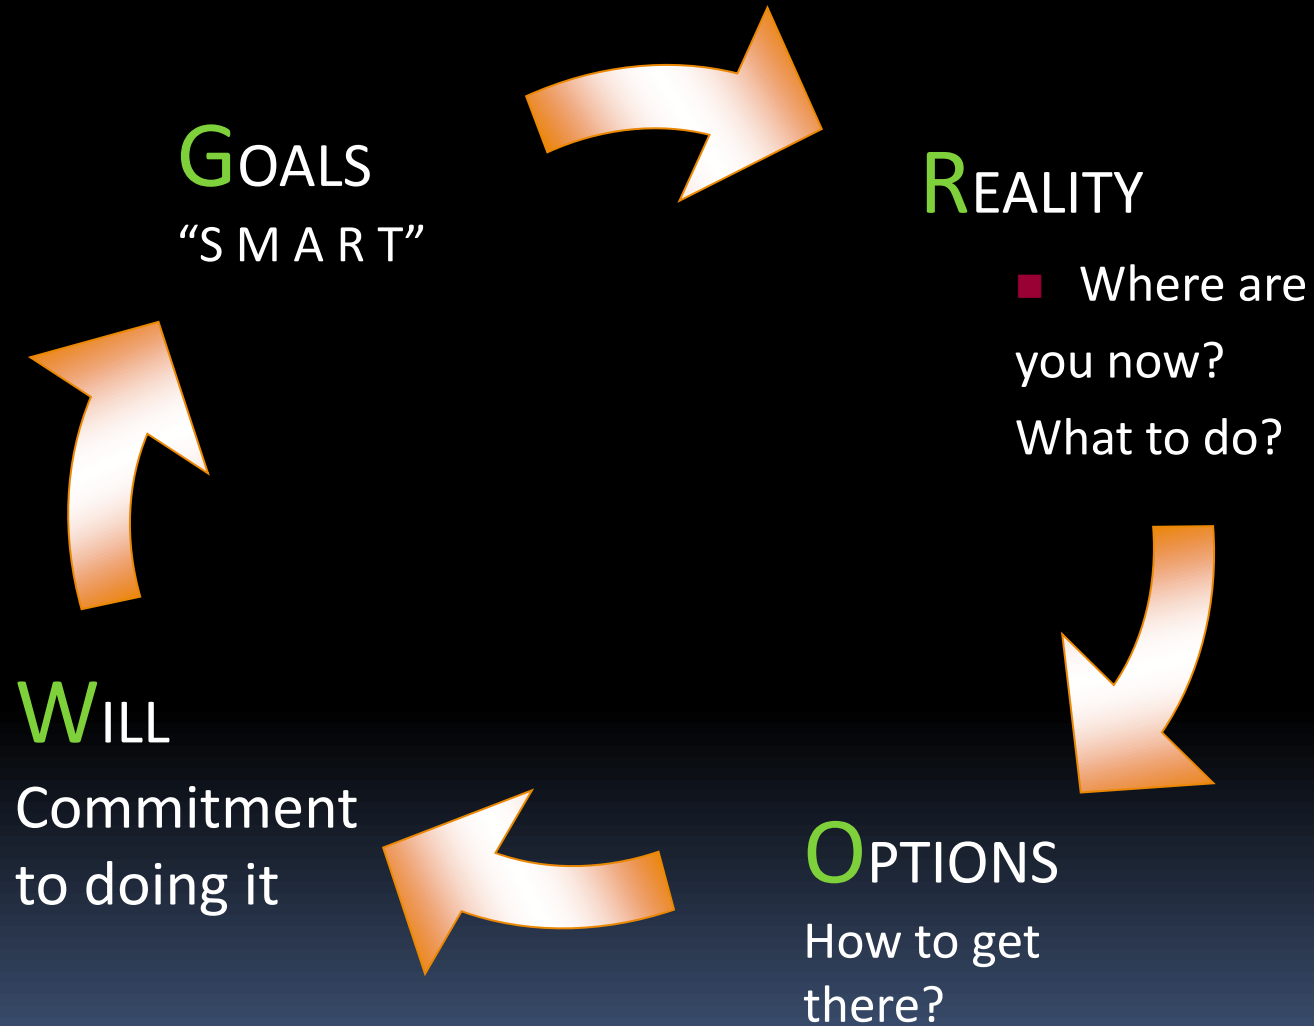 GOALS
“S M A R T”
REALITY
■ Where are
you now?
What to do?
OPTIONS
How to get
there?
WILL
Commitment
to doing it